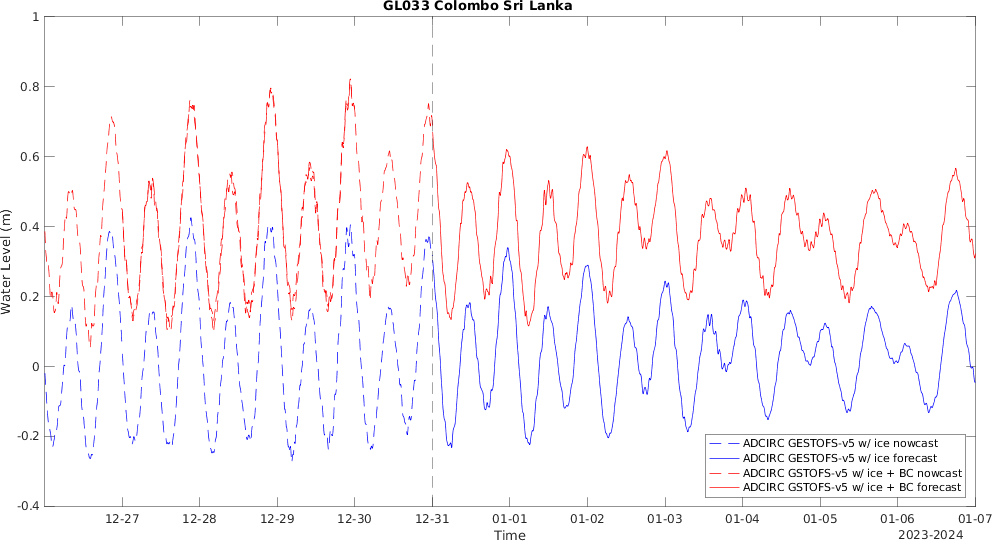 GL033 Colombo Sri Lanka
1
0.8
0.6
0.4
0.2
0
-0.2
-0.4
Water Level (m)
12-27 12-28 12-29 12-30 12-31 01-01 01-02 01-03 01-04 01-05 01-06 01-07
Time
2023-2024
ADCIRC GESTOFS-v5 w/ ice nowcast
ADCIRC GESTOFS-v5 w/ ice forecast
ADCIRC GSTOFS-v5 w/ ice + BC nowcast
ADCIRC GSTOFS-v5 w/ ice + BC forecast